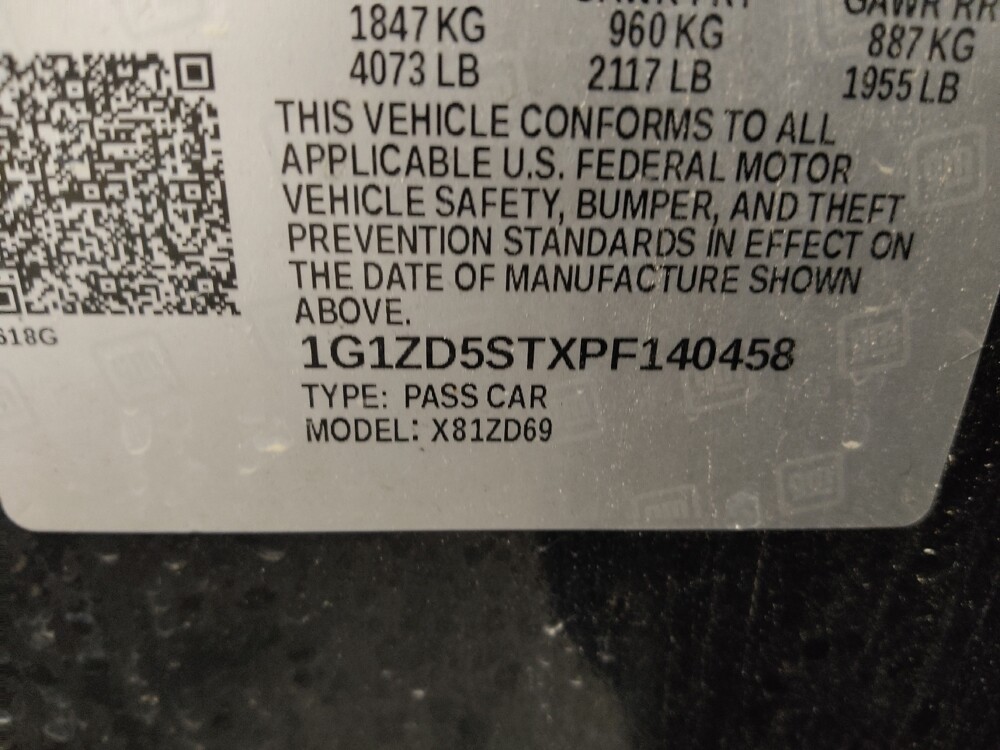 GAWR RR
1847 KG 960 KG 887 KG
4073 LB 2117 LB 1955 LB
THIS VEHICLE CONFORMS TO ALL
APPLICABLE U.S. FEDERAL MOTOR
VEHICLE SAFETY, BUMPER, AND THEFT
PREVENTION STANDARDS IN EFFECT ON
THE DATE OF MANUFACTURE SHOWN
ABOVE.
618G
1G1ZD5STXPF140458
TYPE: PASS CAR
MODEL: X81ZD69